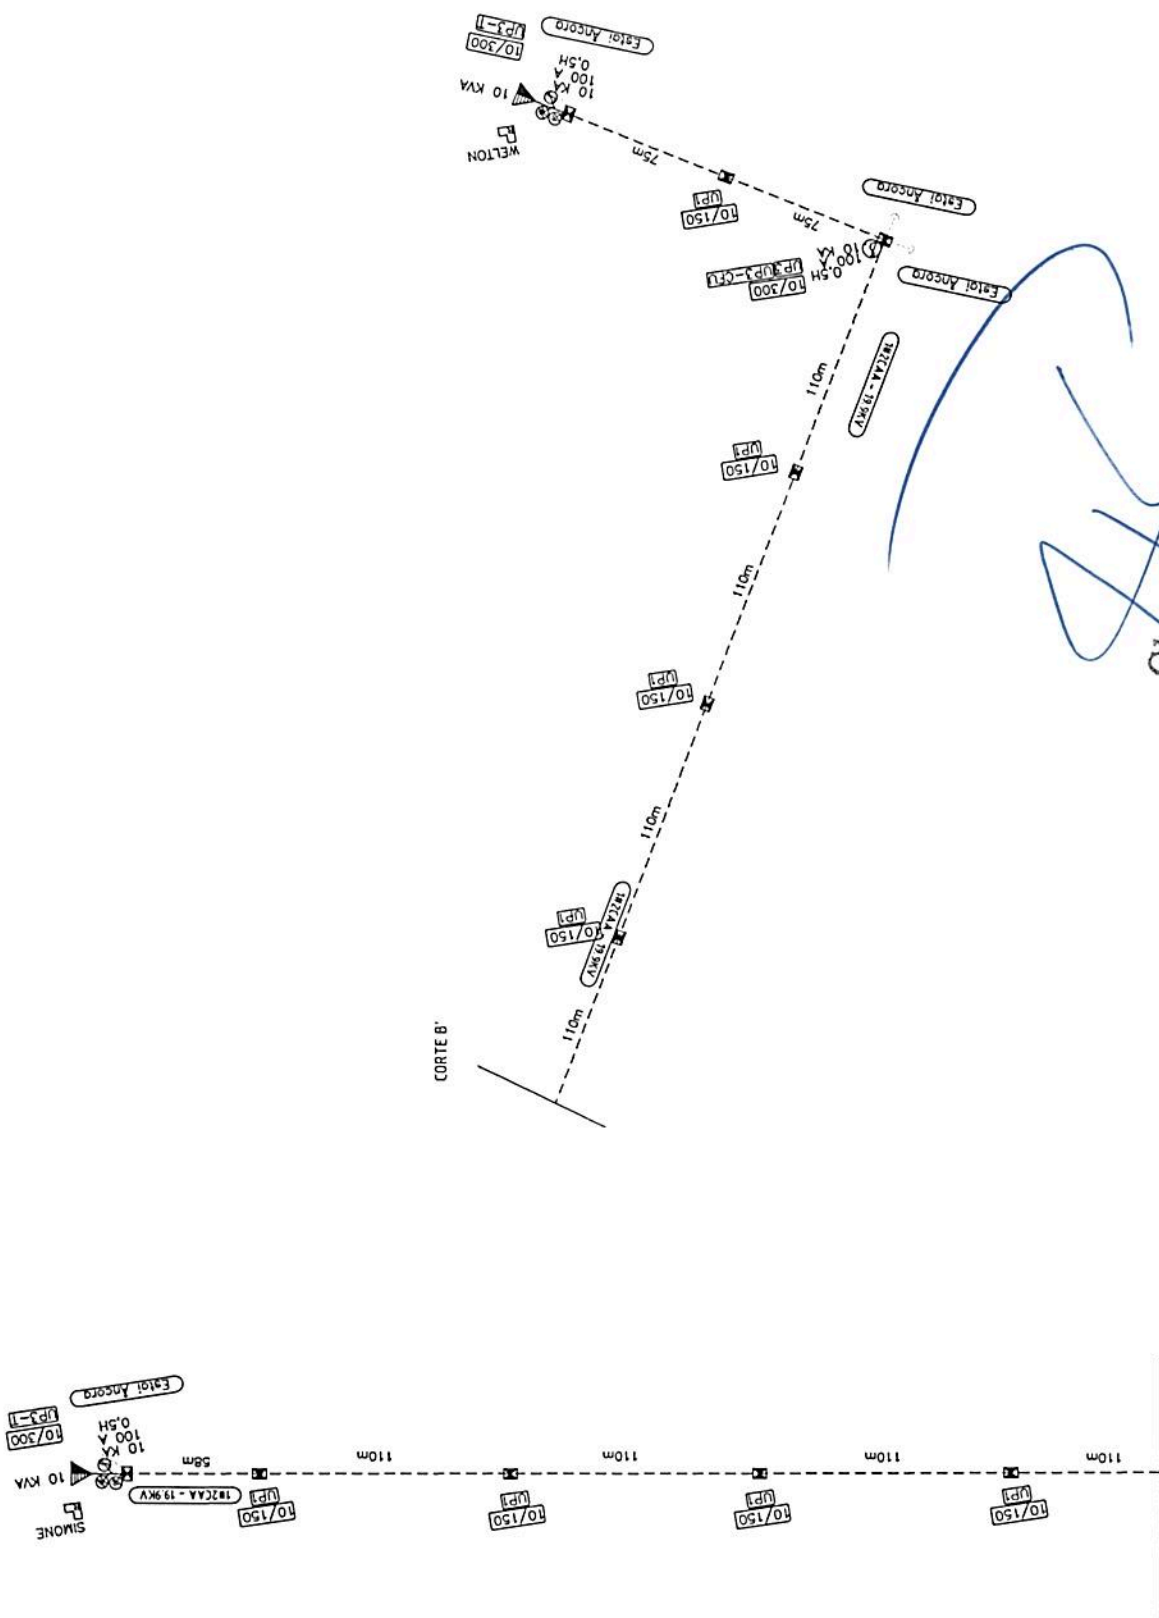 UP3-T
10/300
Estai Âncora
10 KVA
10 KA
100 A
0,5H
WELTON
75m
UP1
10/150
75m
Estai Âncora
Estai Âncora
10 KA
100 A
0,5H
UP3-CFU
10/300
110m
1#2CAA - 19.9KV
UP1
10/150
110m
UP1
10/150
110m
UP1
10/150
1#2CAA - 19.9KV
110m
CORTE B'
Estai Âncora
UP3-T
10/300
10 KA
100 A
0,5H
10 KVA
SIMONE
58m
1#2CAA - 19.9KV
UP1
10/150
110m
UP1
10/150
110m
UP1
10/150
110m
UP1
10/150
110m